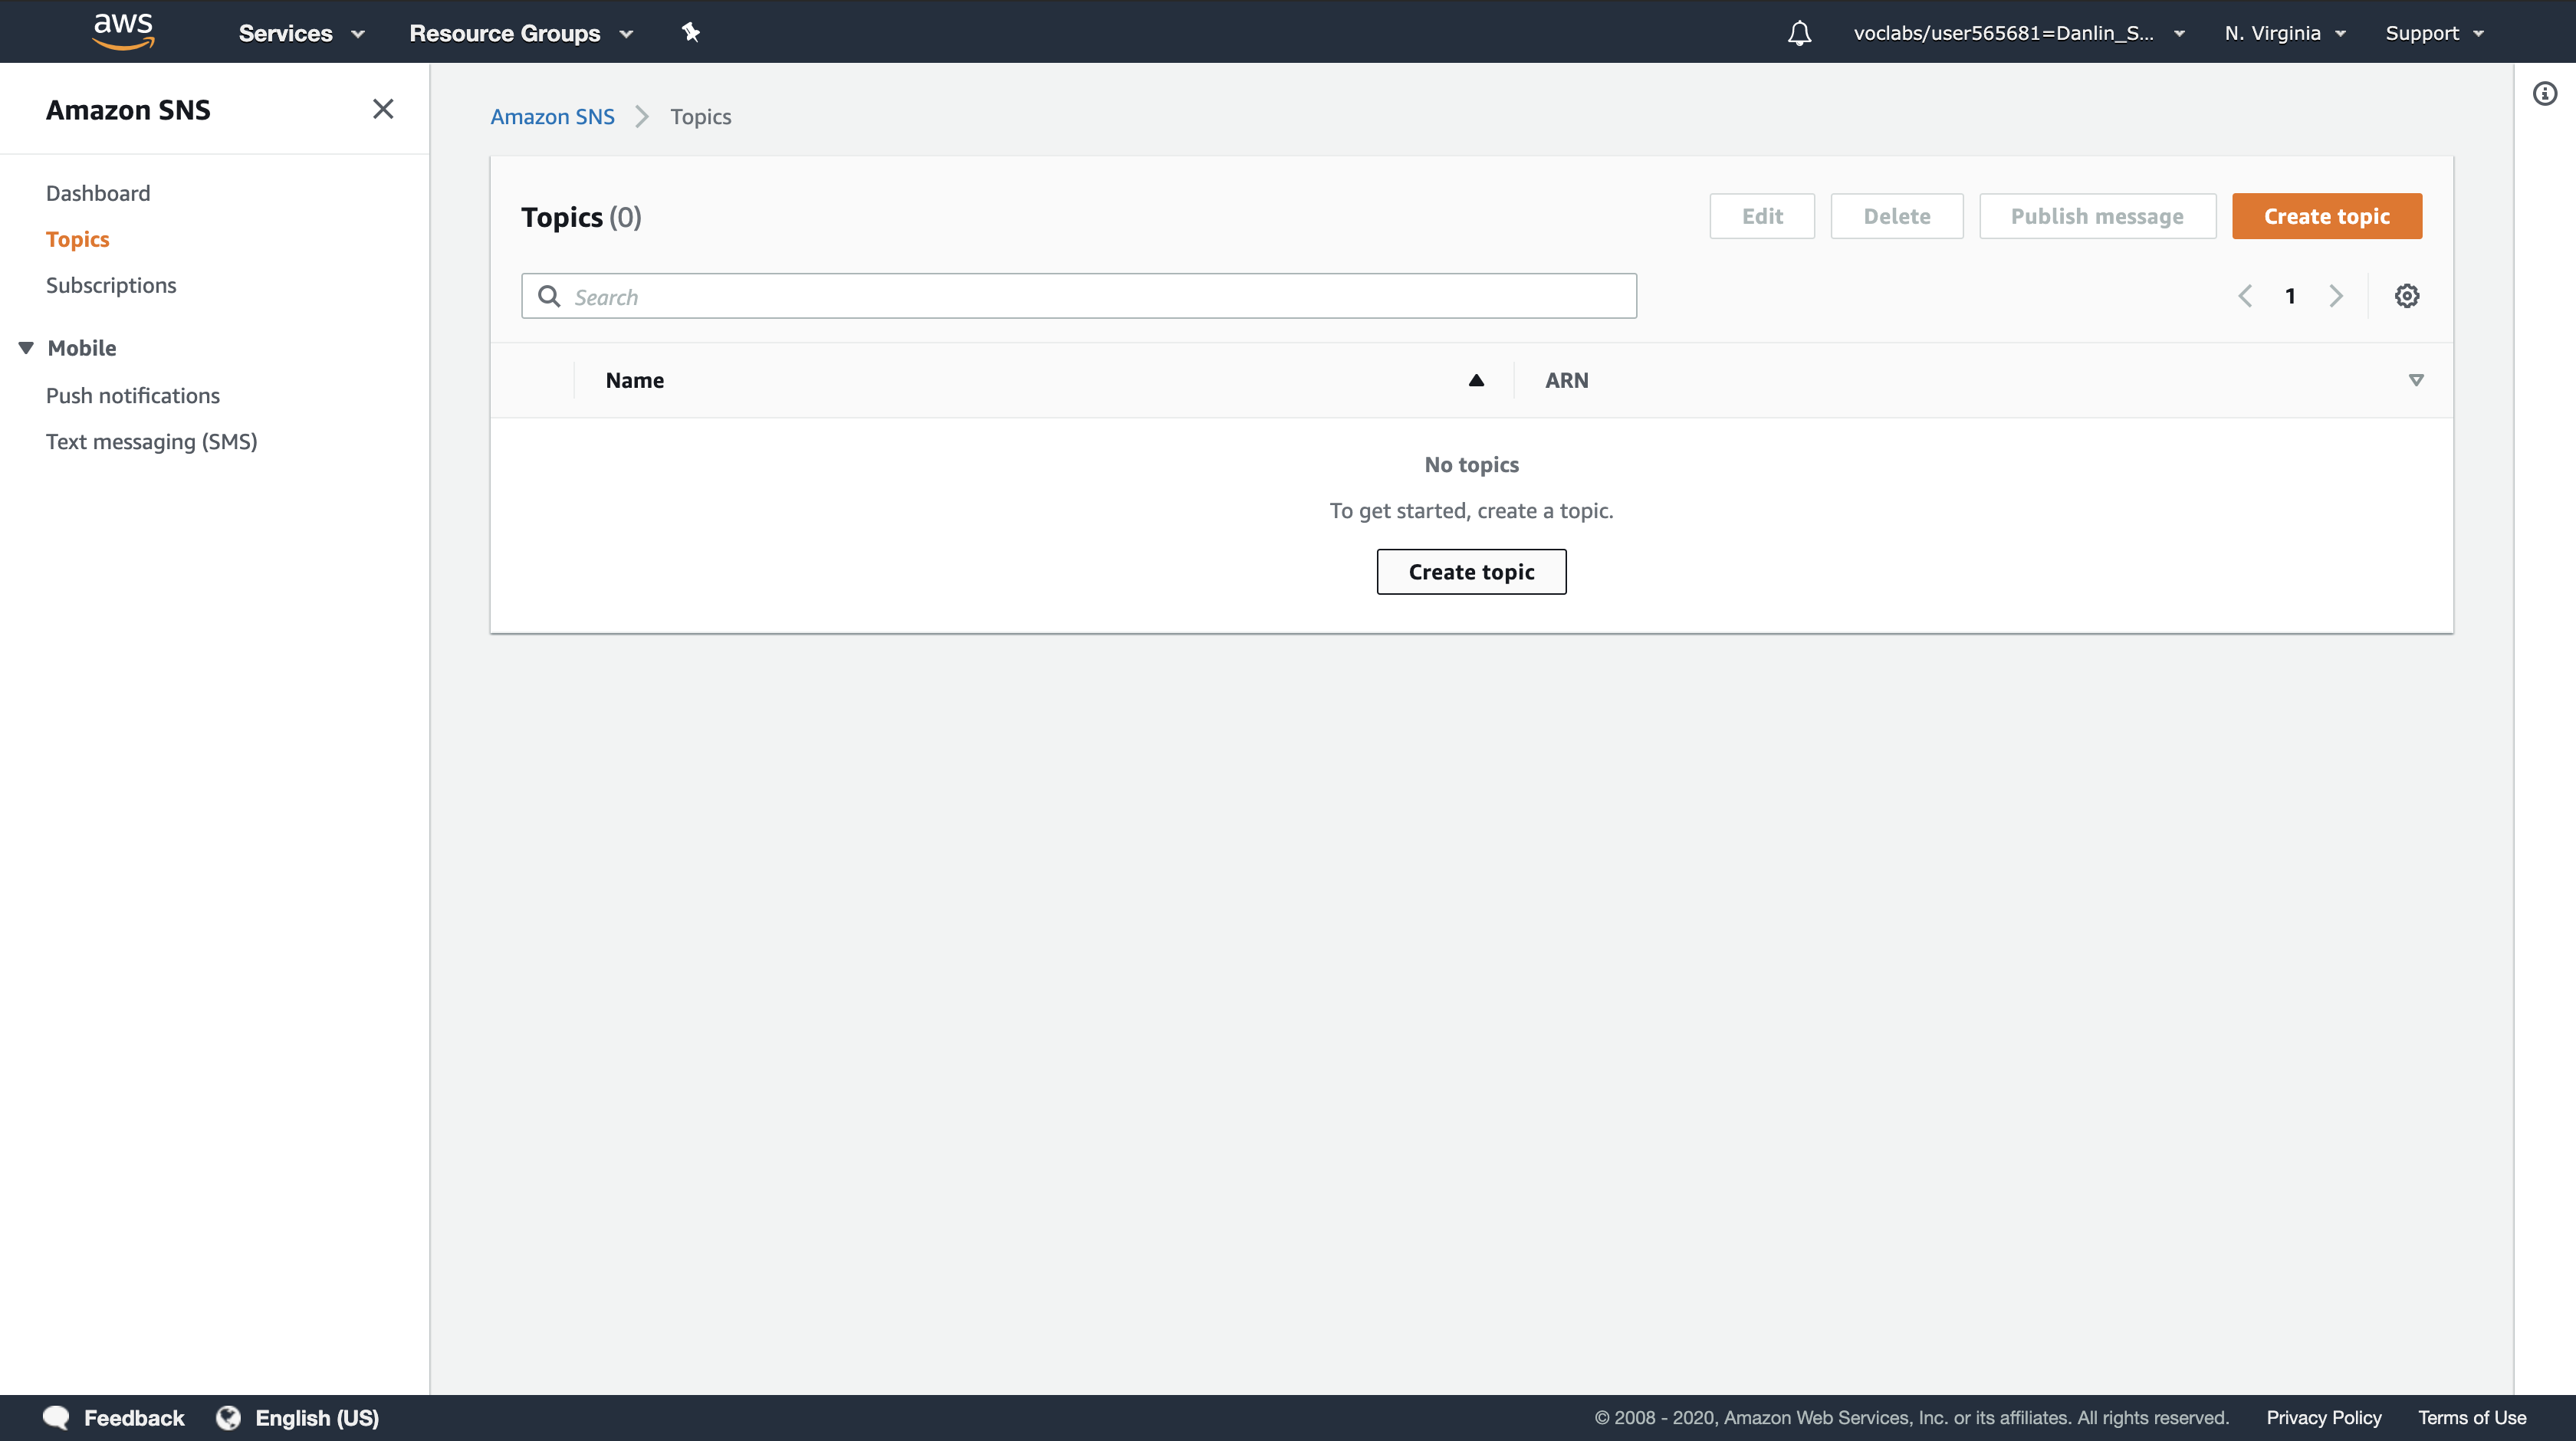 aws
Services
Resource Groups
voclabs/user565681=Danlin_S...
N. Virginia
Support
Amazon SNS
Dashboard
Topics
Subscriptions
Mobile
Push notifications
Text messaging (SMS)
Amazon SNS
Topics
Topics (0)
Edit
Delete
Publish message
Create topic
Search
1
Name
ARN
No topics
To get started, create a topic.
Create topic
Feedback
English (US)
© 2008 - 2020, Amazon Web Services, Inc. or its affiliates. All rights reserved.
Privacy Policy
Terms of Use